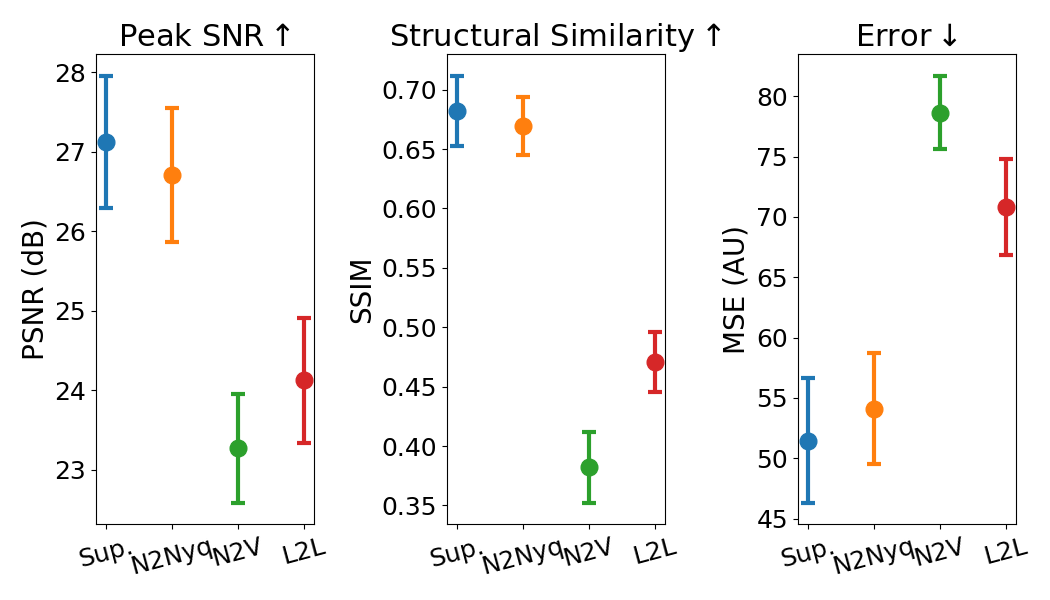 Peak SNR ↑
PSNR (dB)
28
27
26
25
24
23
Sup. N2Nyq N2V L2L
Structural Similarity ↑
SSIM
0.70
0.65
0.60
0.55
0.50
0.45
0.40
0.35
Sup. N2Nyq N2V L2L
Error ↓
MSE (AU)
80
75
70
65
60
55
50
45
Sup. N2Nyq N2V L2L